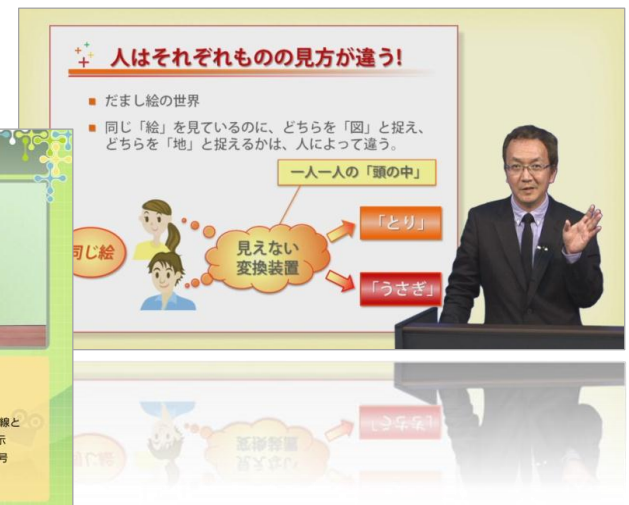 人はそれぞれものの見方が違う!
だまし絵の世界
同じ「絵」を見ているのに、どちらを「図」と捉え、
どちらを「地」と捉えるかは、人によって違う。
一人一人の「頭の中」
同じ絵
見えない
変換装置
「とり」
「うさぎ」
線と
示
号